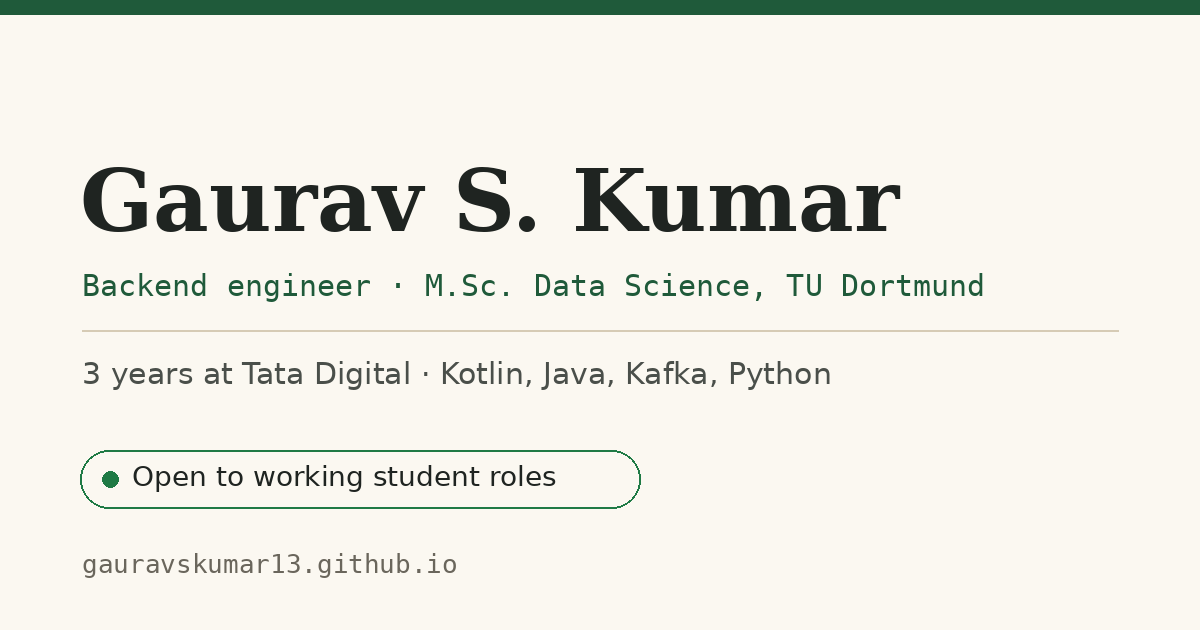 Gaurav S. Kumar
Backend engineer · M.Sc. Data Science, TU Dortmund
3 years at Tata Digital · Kotlin, Java, Kafka, Python
Open to working student roles
gauravskumar13.github.io